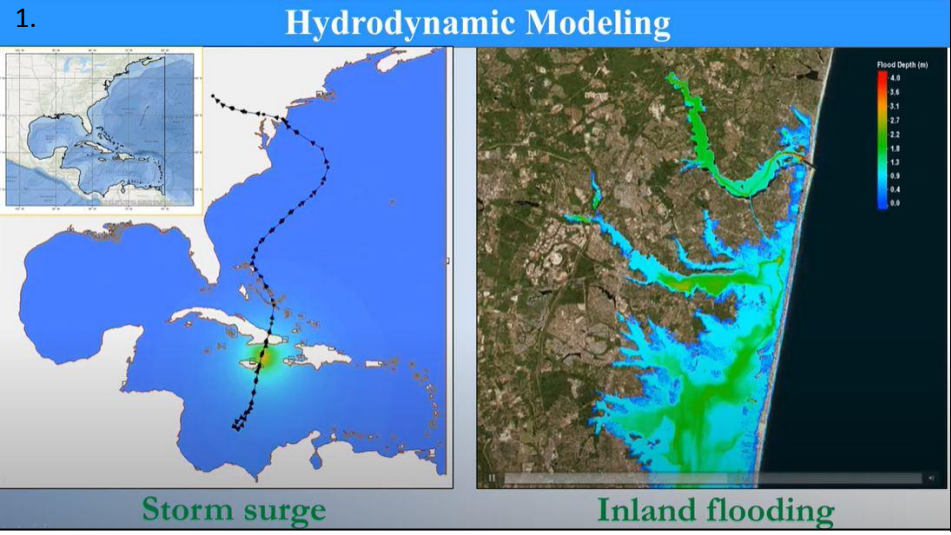 1.
Hydrodynamic Modeling
Flood Depth (m)
4.0
3.6
3.1
2.7
2.2
1.8
1.3
0.9
0.4
0.0
Storm surge
Inland flooding